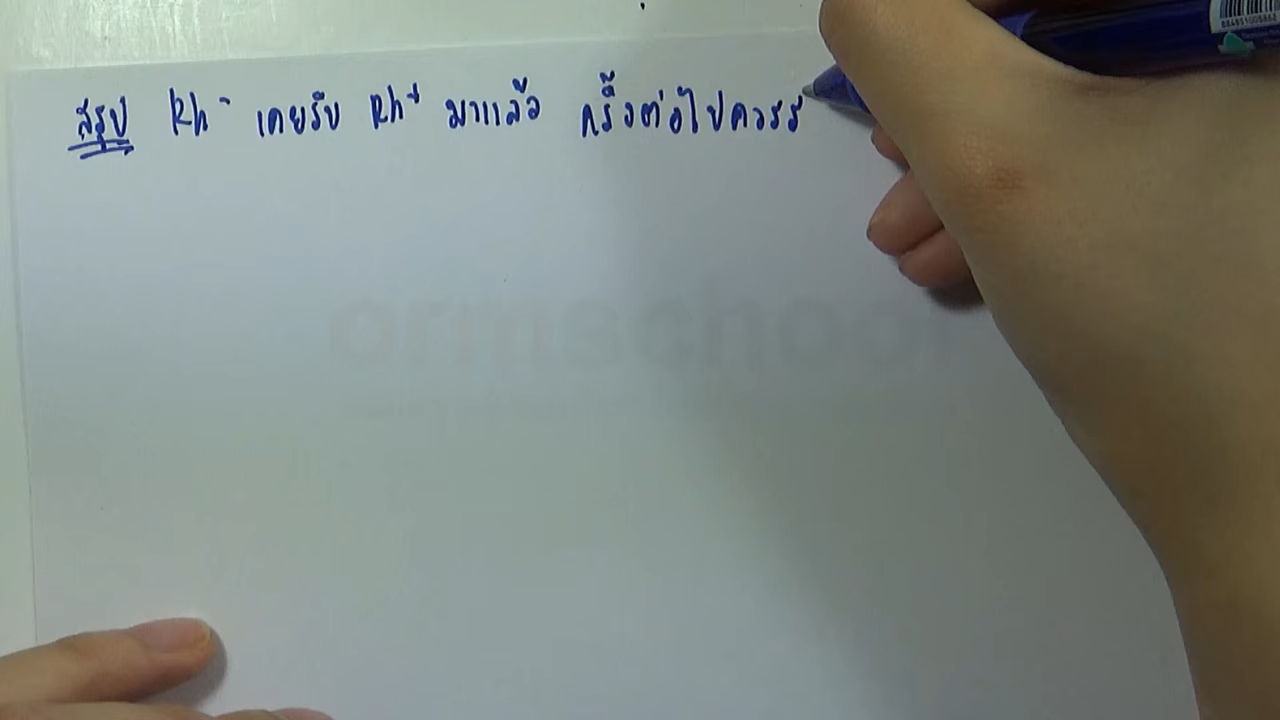 สรุป Rh⁻ เคยรับ Rh⁺ มาแล้ว ครั้งต่อไปควรร
ormschool